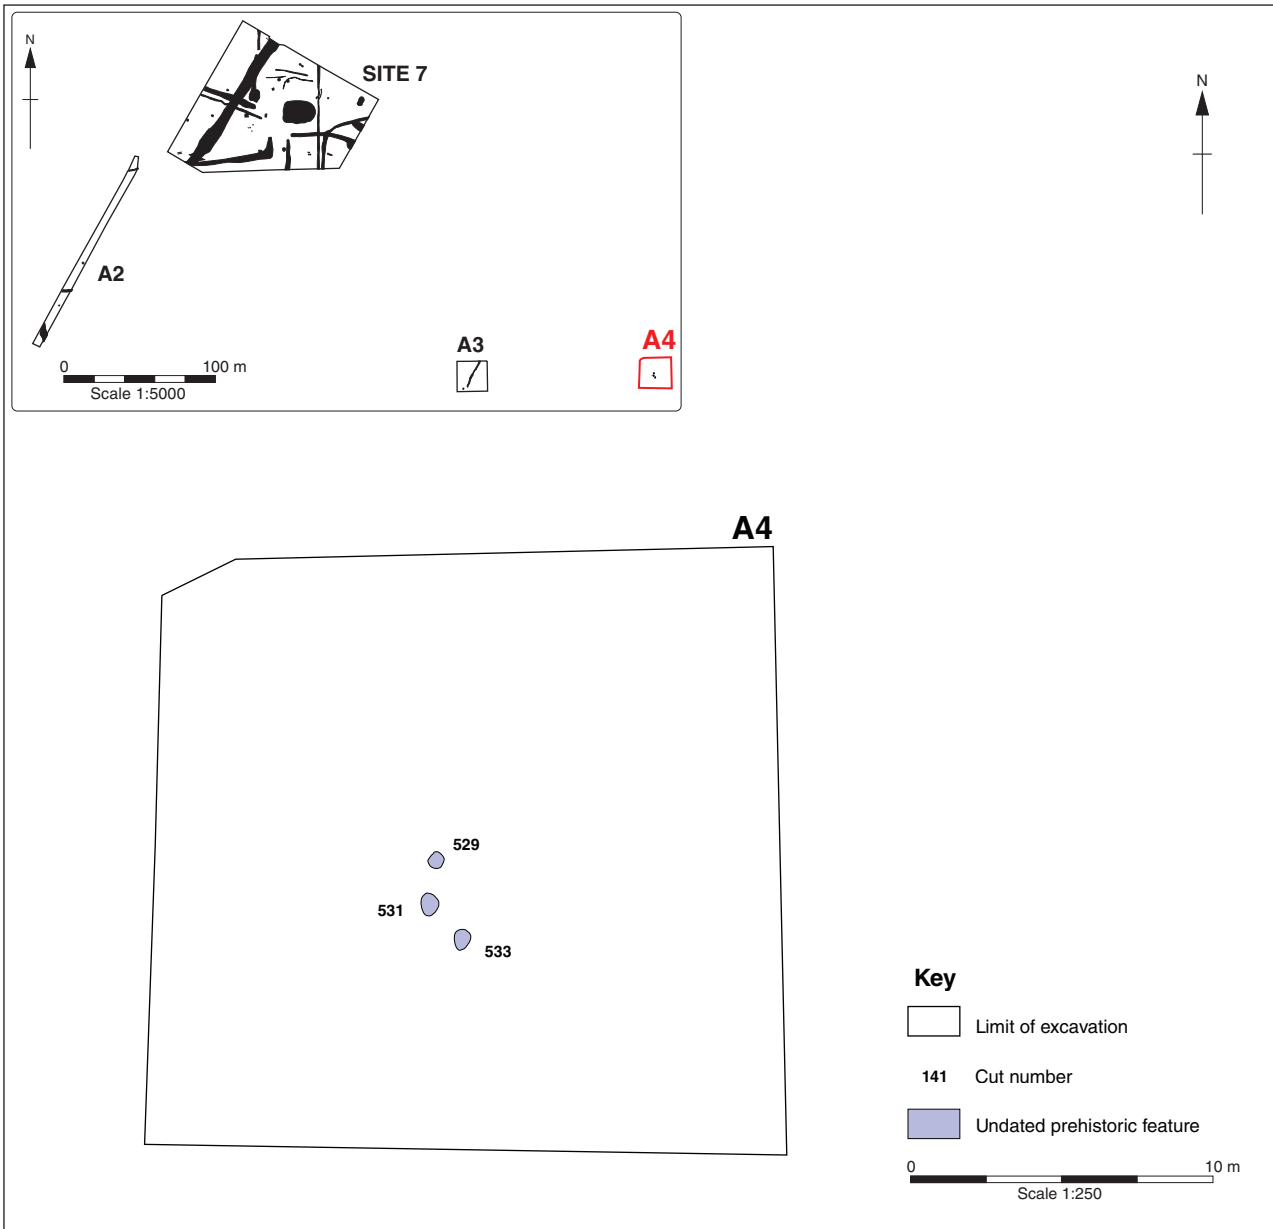 N
SITE 7
A2
0 100 m
Scale 1:5000
A3
A4
N
A4
529
531
533
Key
Limit of excavation
141 Cut number
Undated prehistoric feature
0 10 m
Scale 1:250